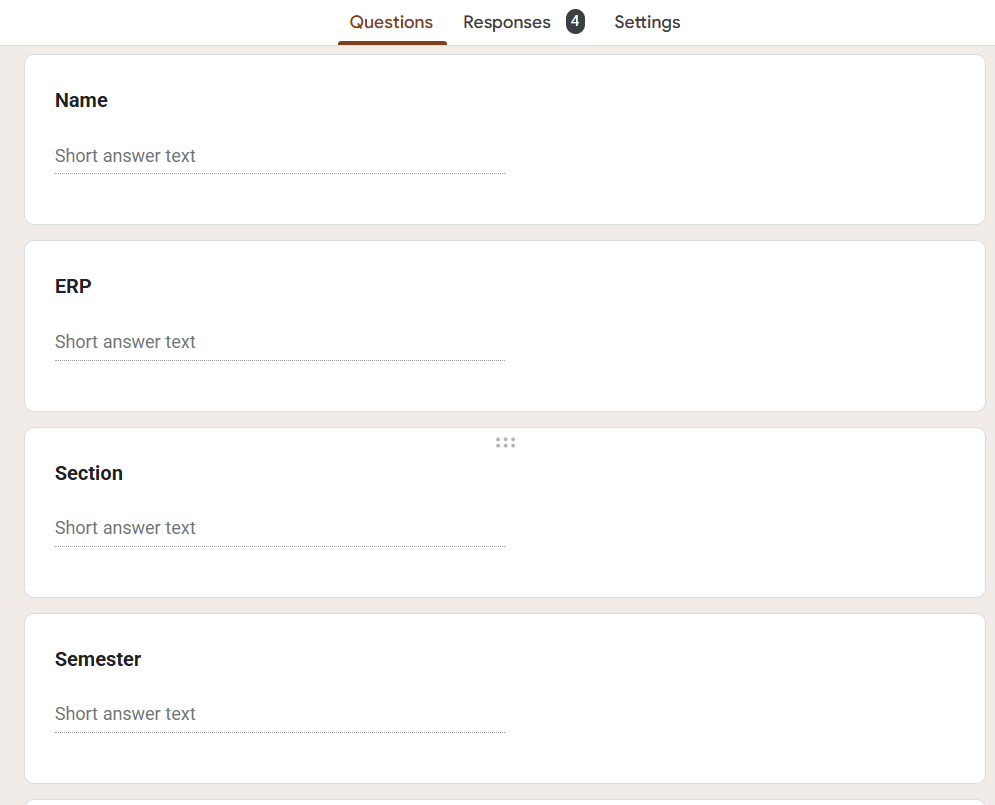 Questions Responses 4 Settings
Name
Short answer text
ERP
Short answer text
Section
Short answer text
Semester
Short answer text